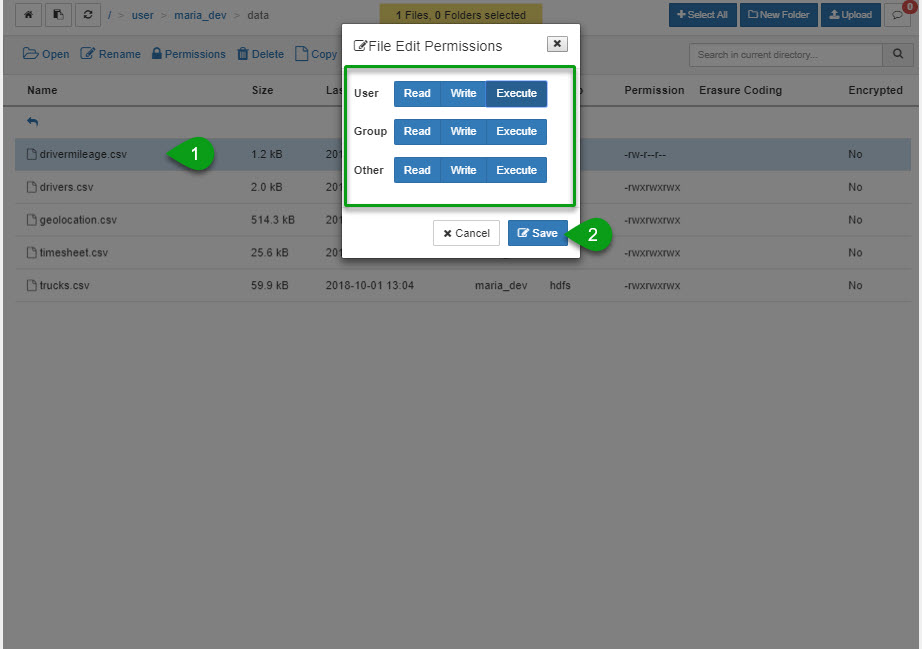 / > user > maria_dev > data
1 Files, 0 Folders selected
Select All
New Folder
Upload
0
Open
Rename
Permissions
Delete
Copy
Search in current directory...
Name Size Las Permission Erasure Coding Encrypted
drivermileage.csv 1.2 kB 201 -rw-r--r-- No
drivers.csv 2.0 kB 201 -rwxrwxrwx No
geolocation.csv 514.3 kB 201 -rwxrwxrwx No
timesheet.csv 25.6 kB 201 -rwxrwxrwx No
trucks.csv 59.9 kB 2018-10-01 13:04 maria_dev hdfs -rwxrwxrwx No
File Edit Permissions
User Read Write Execute
Group Read Write Execute
Other Read Write Execute
Cancel
Save
1
2